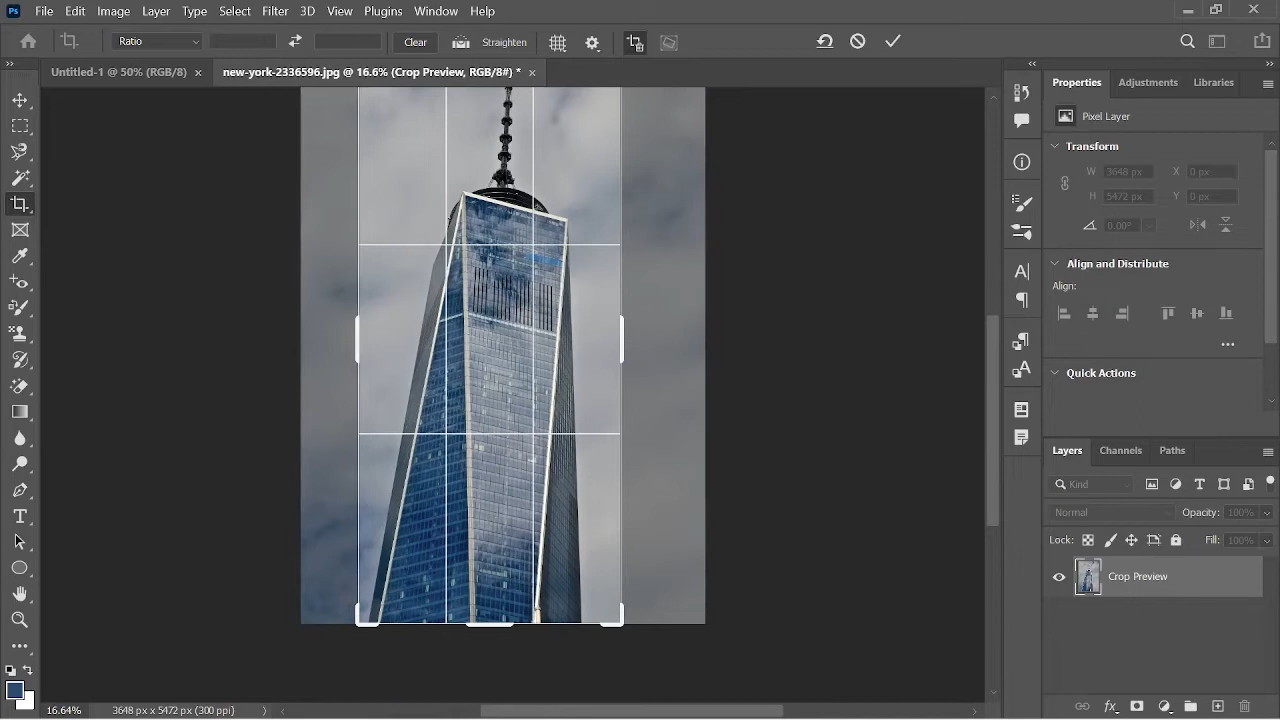 Ps File Edit Image Layer Type Select Filter 3D View Plugins Window Help
Ratio Clear Straighten
Untitled-1 @ 50% (RGB/8) × new-york-2336596.jpg @ 16.6% (Crop Preview, RGB/8#) * ×
Properties Adjustments Libraries
Pixel Layer
Transform
W 3648 px X 0 px
H 5472 px Y 0 px
0.00°
Align and Distribute
Align:
Quick Actions
Layers Channels Paths
Kind
Normal Opacity: 100%
Lock: Fill: 100%
Crop Preview
16.64% 3648 px x 5472 px (300 ppi)